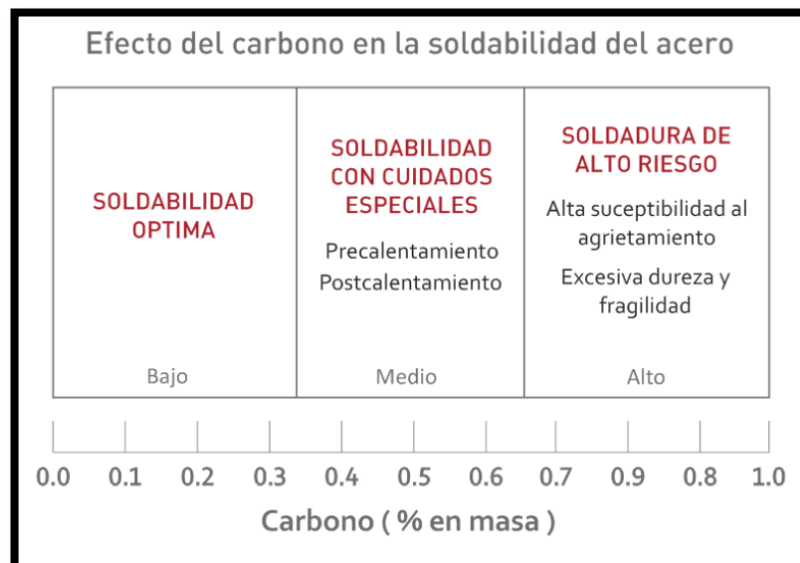 Efecto del carbono en la soldabilidad del acero
SOLDABILIDAD
OPTIMA
Bajo
SOLDABILIDAD
CON CUIDADOS
ESPECIALES
Precalentamiento
Postcalentamiento
Medio
SOLDADURA DE
ALTO RIESGO
Alta suceptibilidad al
agrietamiento
Excesiva dureza y
fragilidad
Alto
0.0 0.1 0.2 0.3 0.4 0.5 0.6 0.7 0.9 0.8 1.0
Carbono ( % en masa )